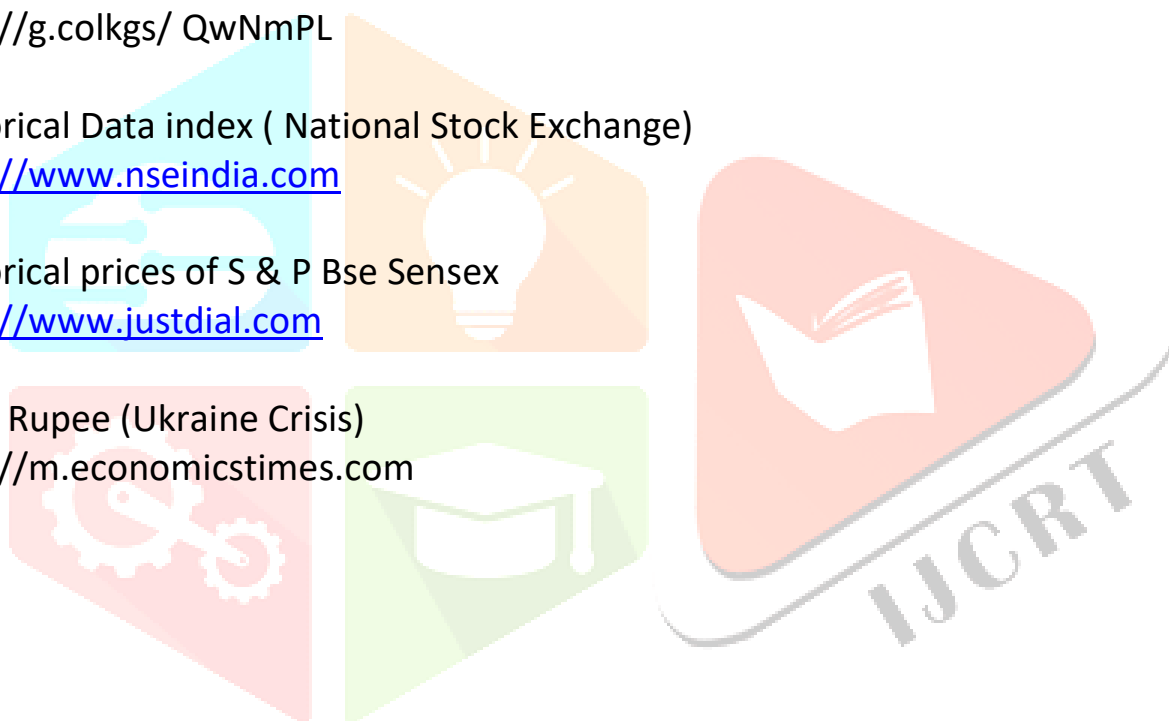 //g.colkgs/ QwNmPL
orical Data index ( National Stock Exchange)
//www.nseindia.com
orical prices of S & P Bse Sensex
//www.justdial.com
Rupee (Ukraine Crisis)
//m.economicstimes.com
IJCRT